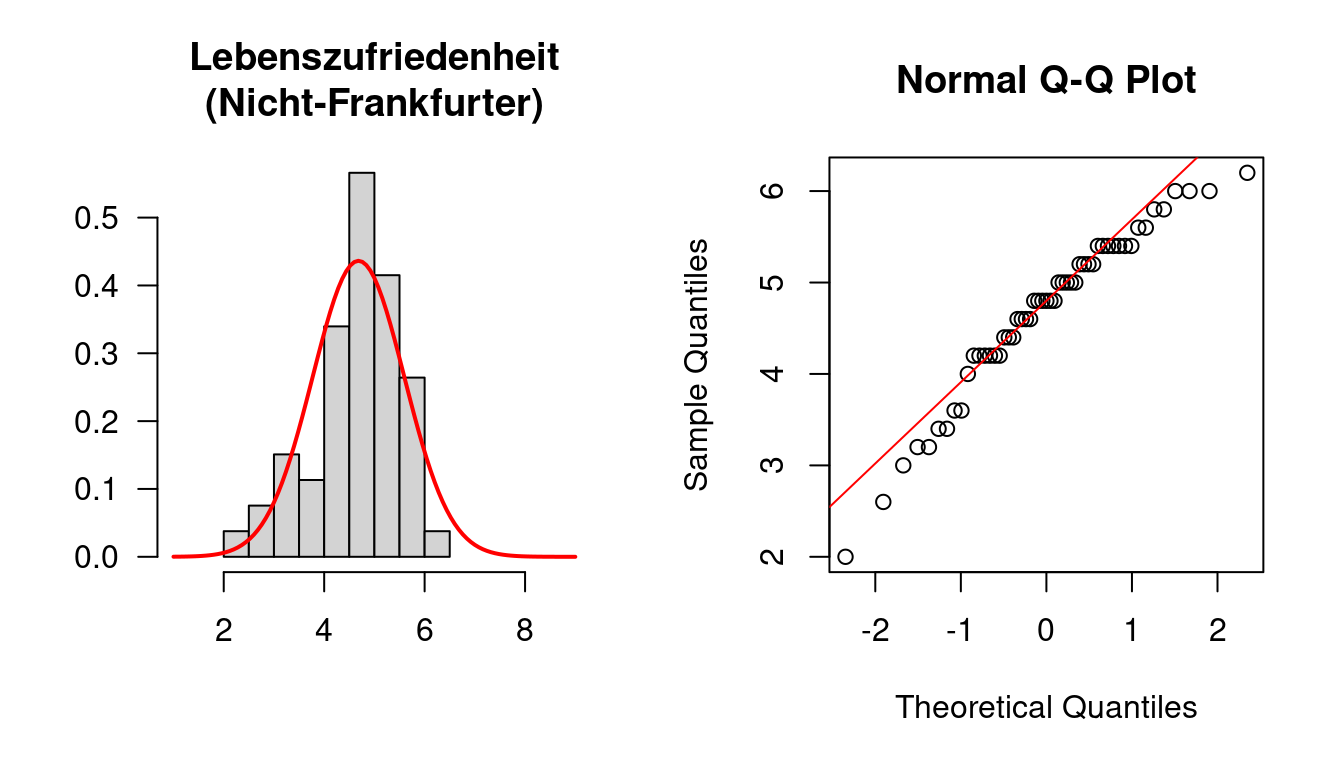 Lebenszufriedenheit
(Nicht-Frankfurter)
0.5
0.4
0.3
0.2
0.1
0.0
2 4 6 8
Normal Q-Q Plot
Sample Quantiles
6
5
4
3
2
-2 -1 0 1 2
Theoretical Quantiles